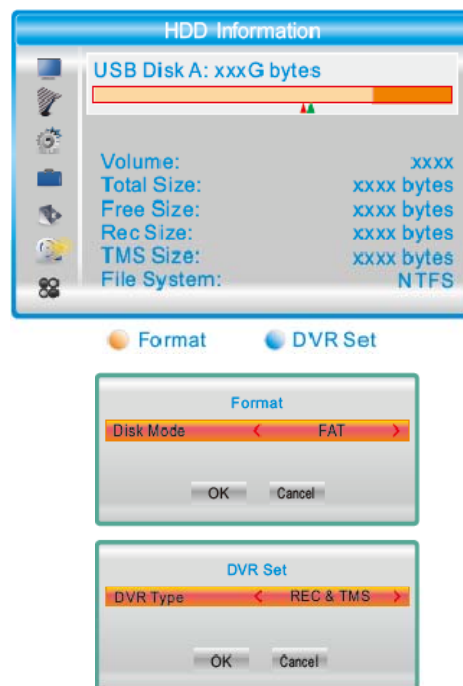 HDD Information
USB Disk A: xxxG bytes
Volume: xxxx
Total Size: xxxx bytes
Free Size: xxxx bytes
Rec Size: xxxx bytes
TMS Size: xxxx bytes
File System: NTFS
Format DVR Set
Format
Disk Mode FAT
OK Cancel
DVR Set
DVR Type REC & TMS
OK Cancel